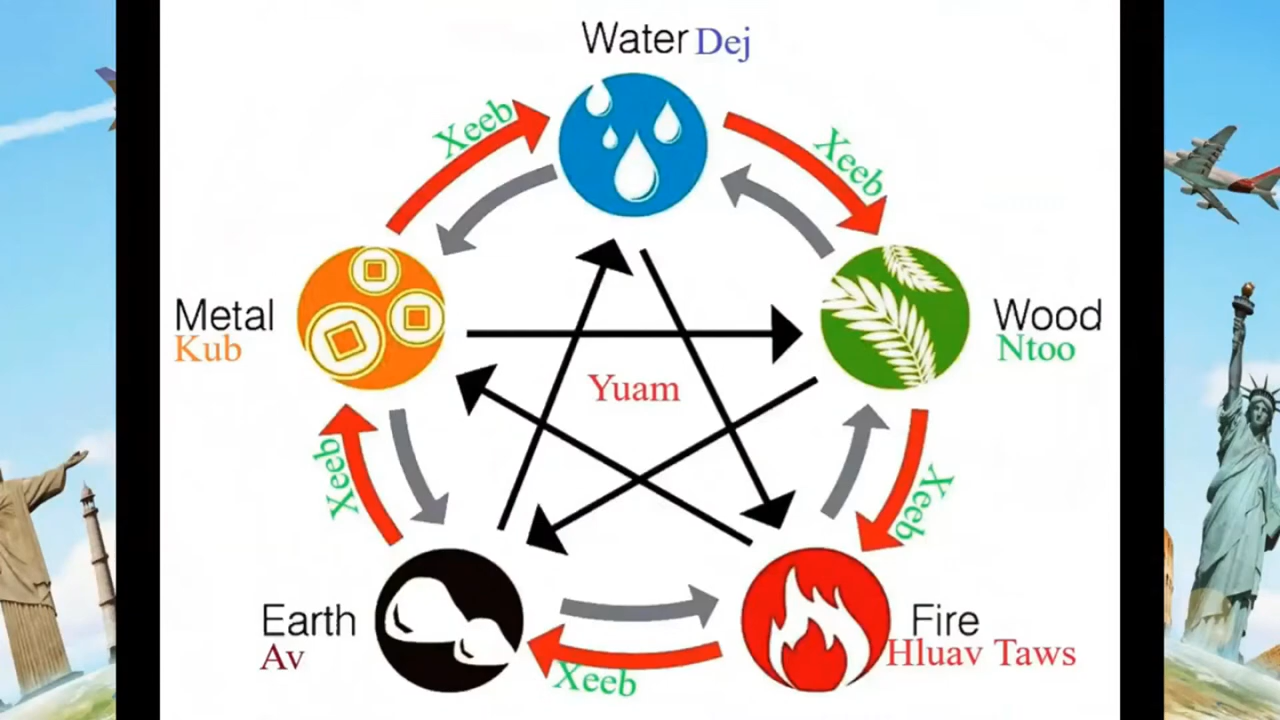 Water Dej
Xeeb
Xeeb
Metal
Kub
Wood
Ntoo
Yuam
Xeeb
Xeeb
Earth
Av
Fire
Hluav Taws
Xeeb